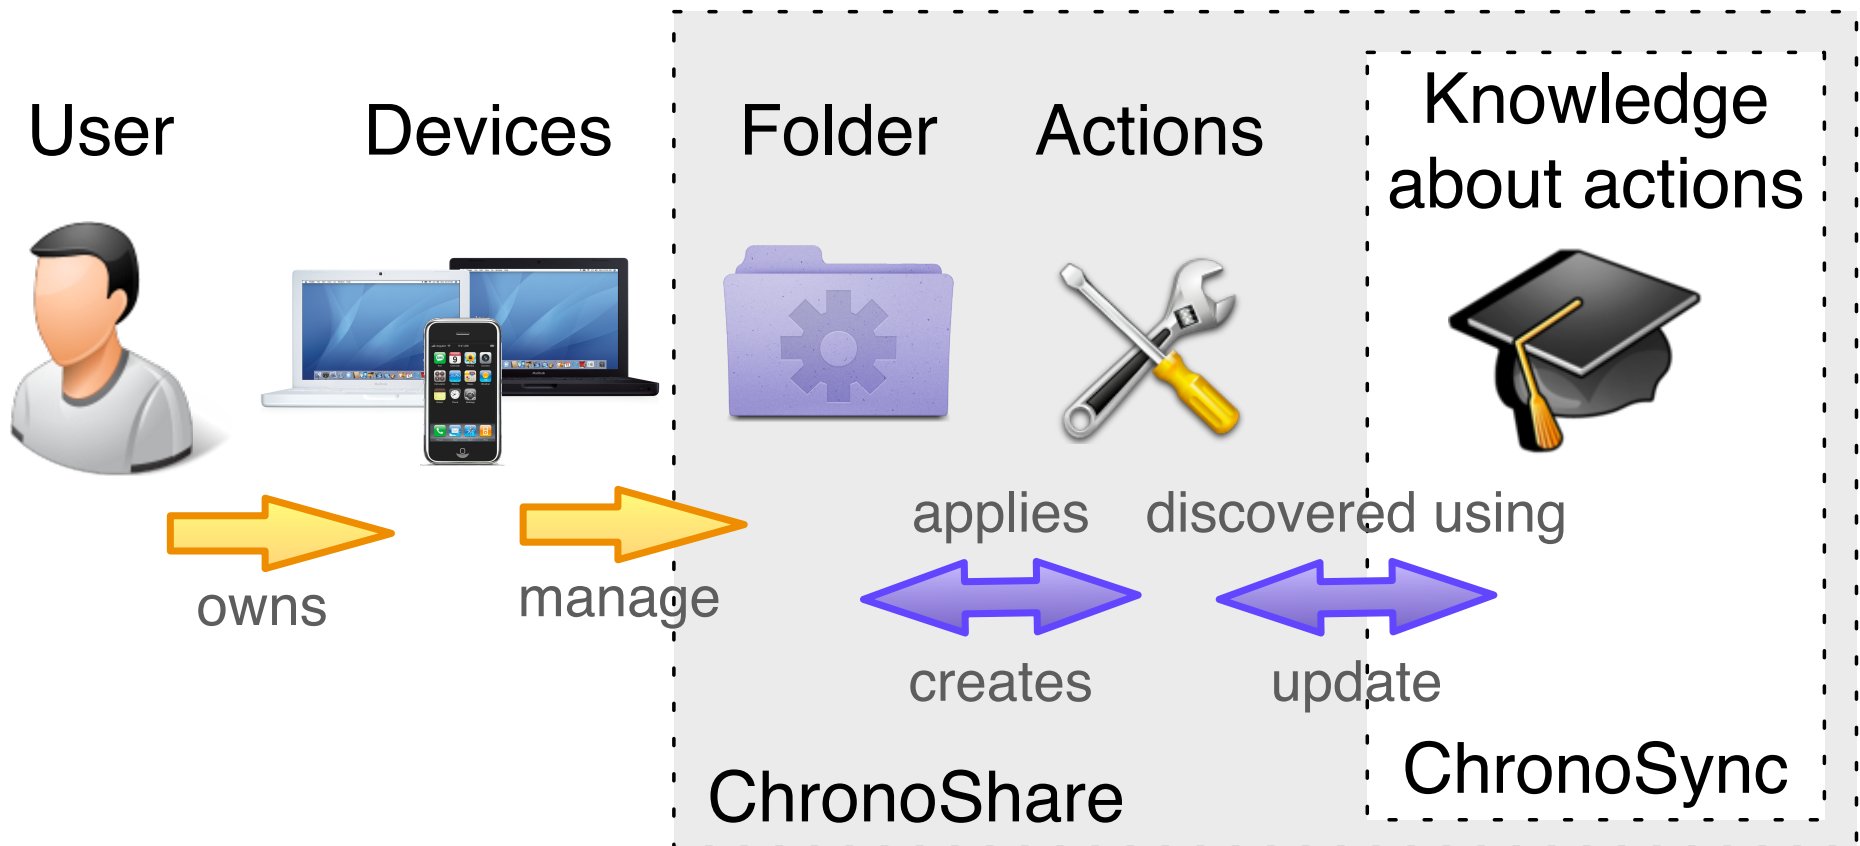 User
Devices
Folder
Actions
Knowledge
about actions
owns
manage
applies
discovered using
creates
update
ChronoShare
ChronoSync